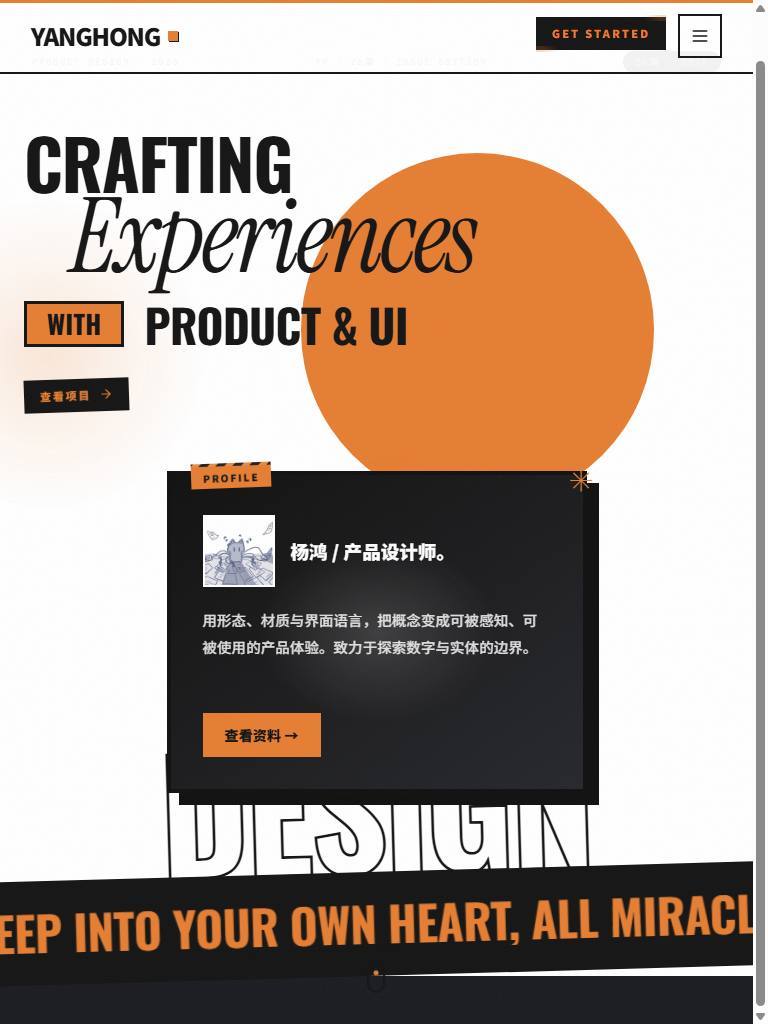 YANGHONG
GET STARTED
CRAFTING
Experiences
WITH PRODUCT & UI
查看项目 →
PROFILE
杨鸿 / 产品设计师。
用形态、材质与界面语言，把概念变成可被感知、可
被使用的产品体验。致力于探索数字与实体的边界。
查看资料 →
DESIGN
EEP INTO YOUR OWN HEART, ALL MIRACL